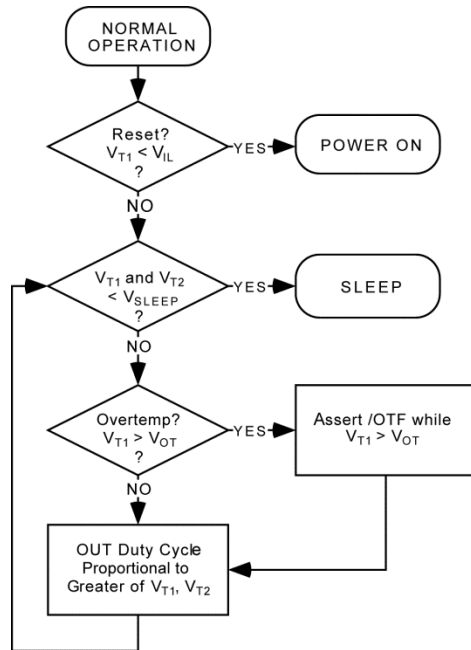 NORMAL
OPERATION
Reset?
V_T1 < V_IL
?
YES
POWER ON
NO
V_T1 and V_T2
< V_SLEEP
?
YES
SLEEP
NO
Overtemp?
V_T1 > V_OT
?
YES
Assert /OTF while
V_T1 > V_OT
NO
OUT Duty Cycle
Proportional to
Greater of V_T1, V_T2